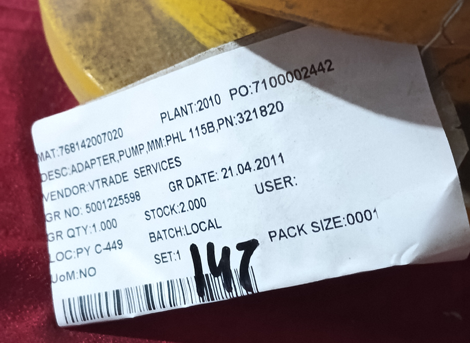 MAT:768142007020 PLANT:2010 PO:7100002442
DESC:ADAPTER,PUMP,MM:PHL 115B,PN:321820
VENDOR:VTRADE SERVICES
GR NO: 5001225598 GR DATE: 21.04.2011
GR QTY:1.000 STOCK:2.000 USER:
LOC:PY C-449 BATCH:LOCAL
UoM:NO SET:1 PACK SIZE:0001
147